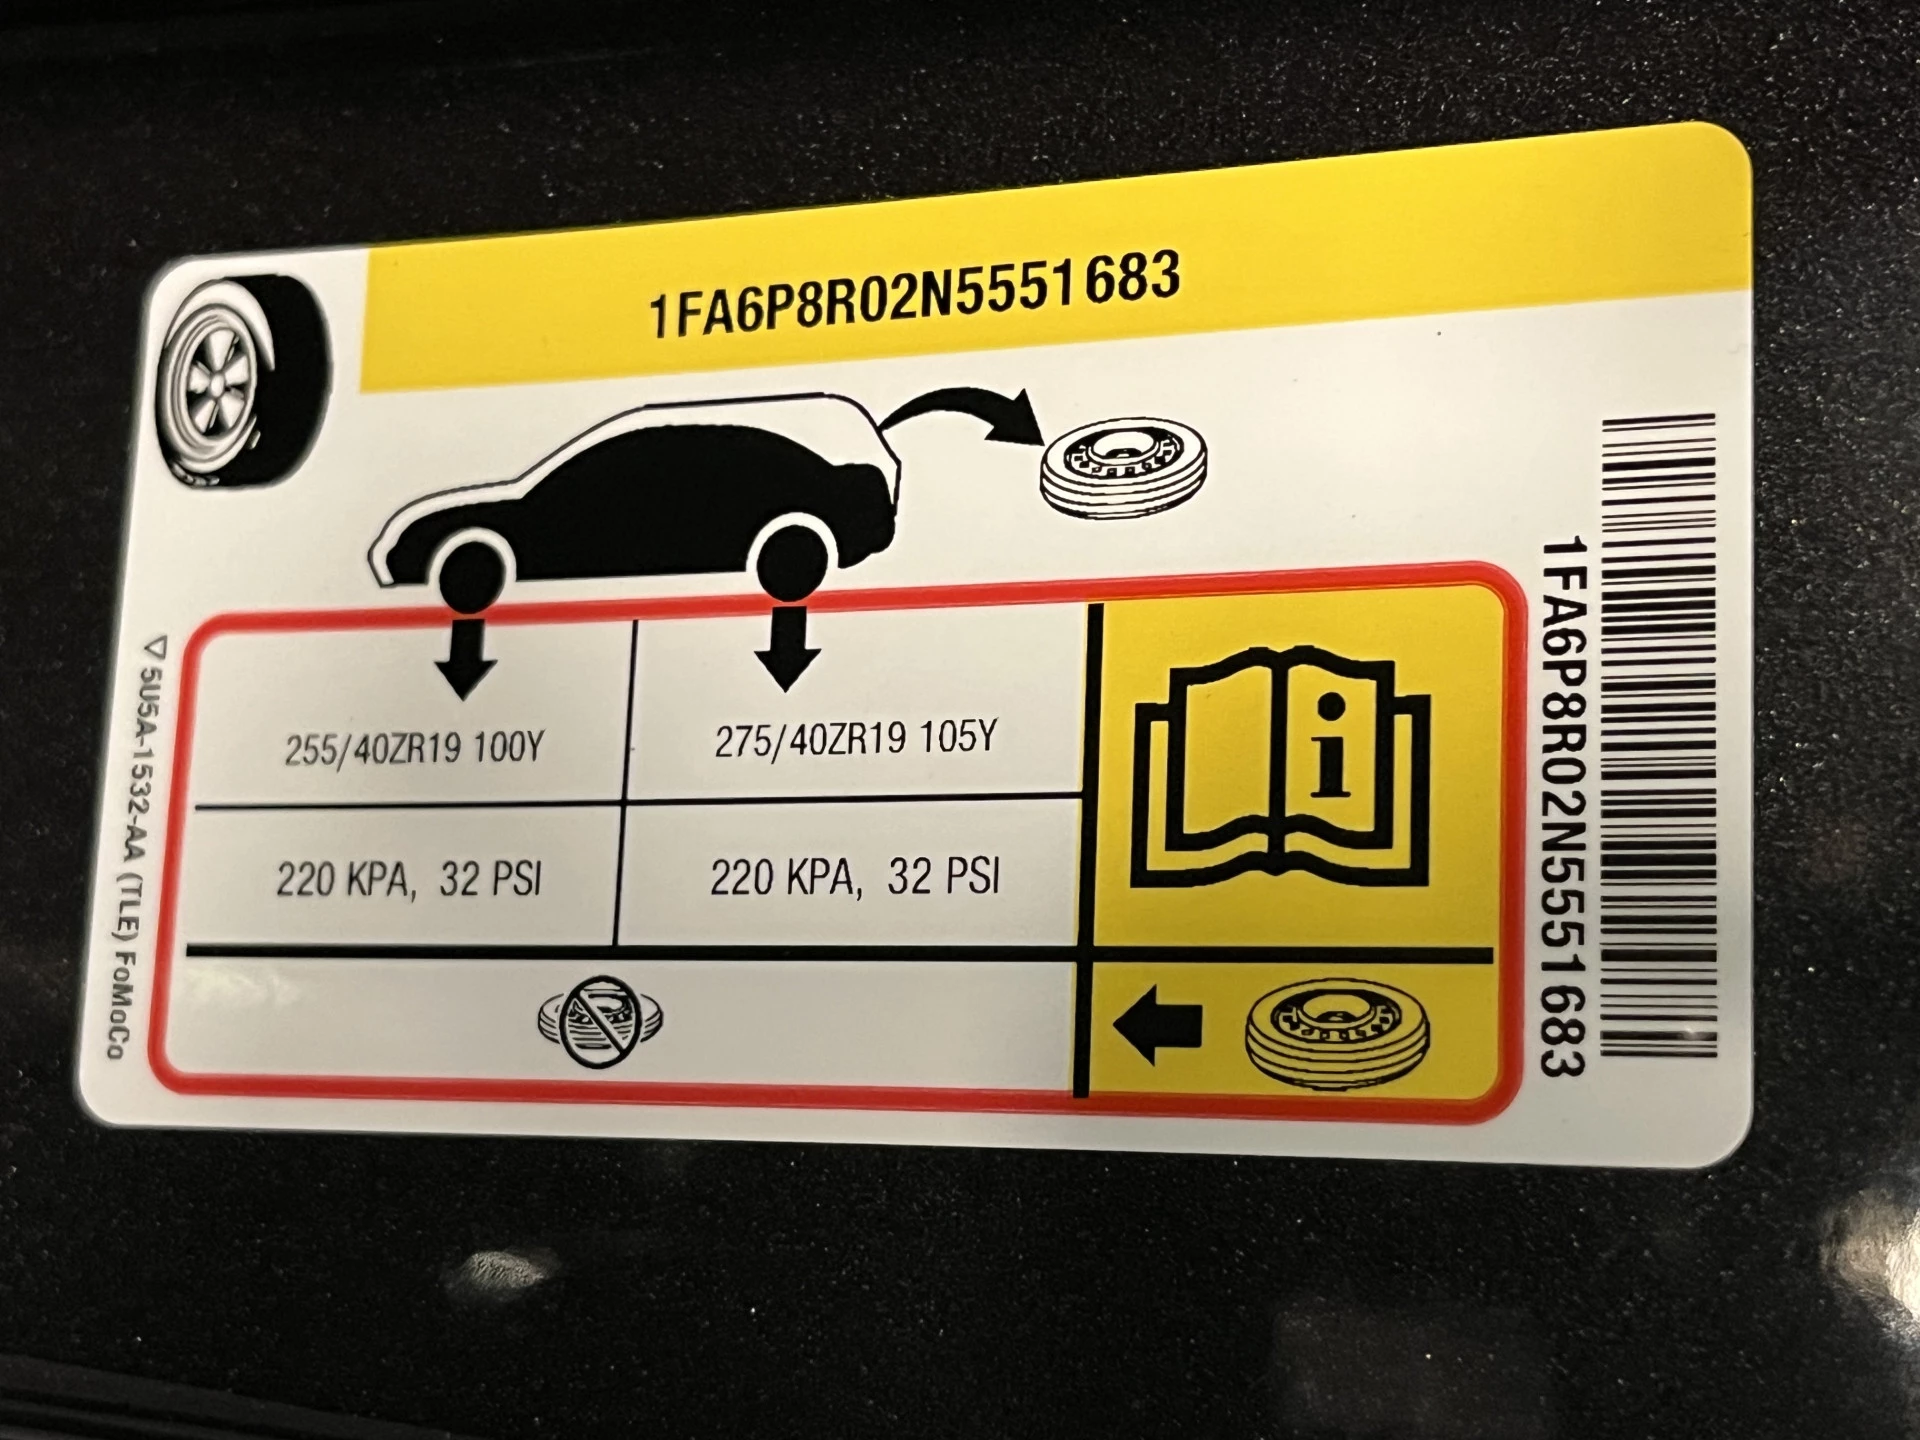 1FA6P8R02N5551683
255/40ZR19 100Y
275/40ZR19 105Y
220 KPA, 32 PSI
220 KPA, 32 PSI
i
5U5A-1532-AA (TLE) FoMoCo
1FA6P8R02N5551683